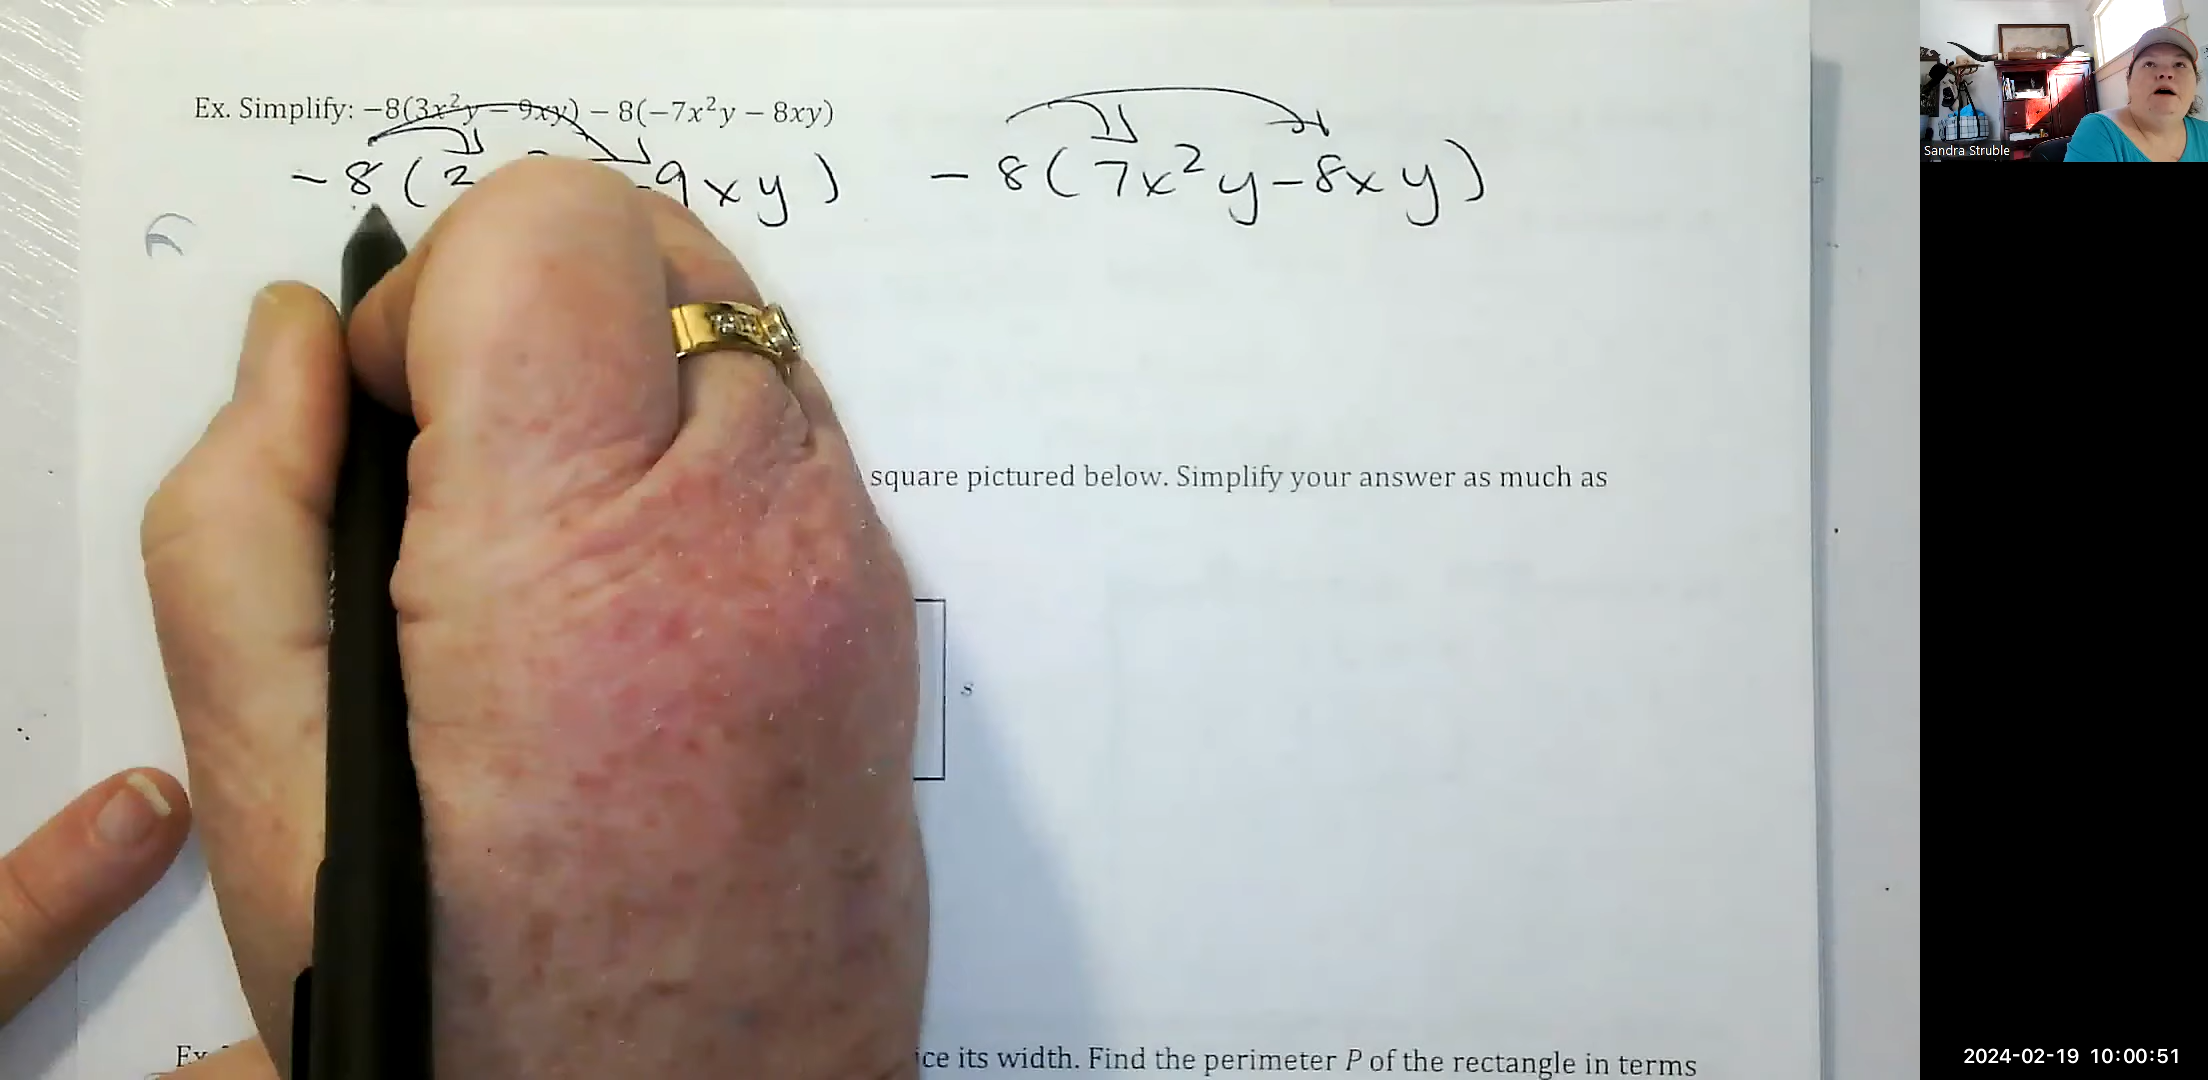 Ex. Simplify: −8(3x²y − 9xy) − 8(−7x²y − 8xy)
-8( 9xy) -8(7x²y-8xy)
square pictured below. Simplify your answer as much as
s
its width. Find the perimeter P of the rectangle in terms
Sandra Struble
2024-02-19 10:00:51